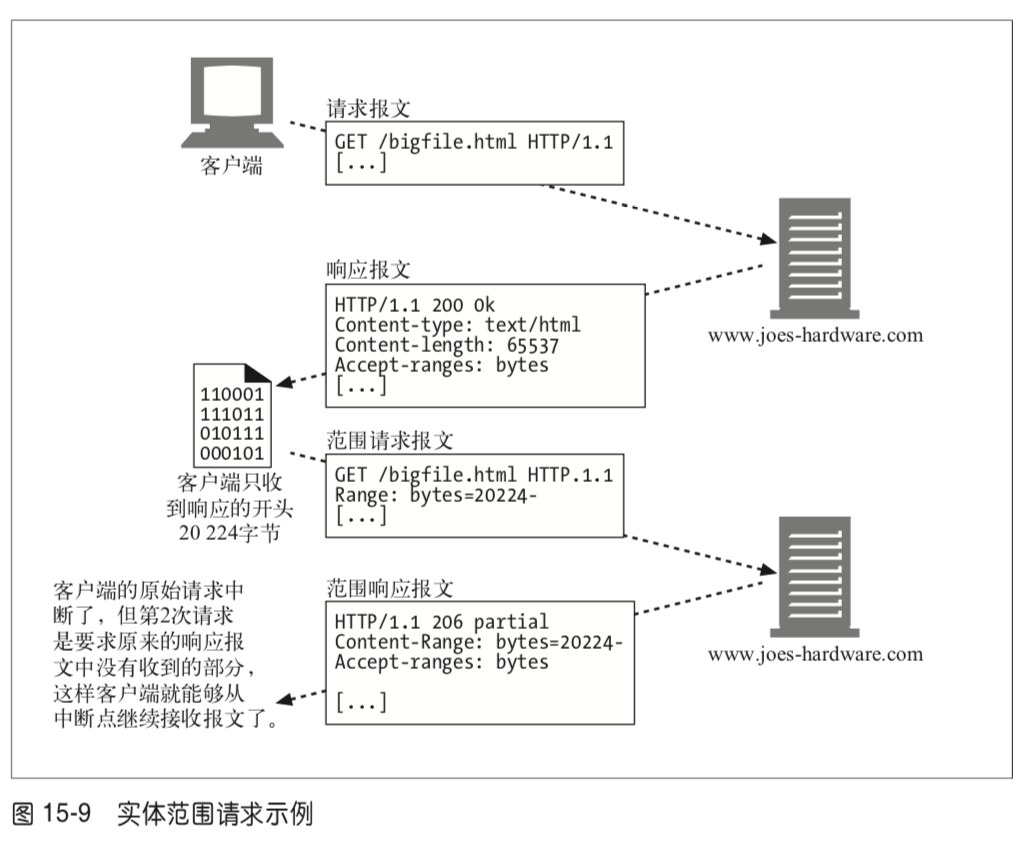 请求报文
GET /bigfile.html HTTP/1.1
[...]
客户端
响应报文
HTTP/1.1 200 Ok
Content-type: text/html
Content-length: 65537
Accept-ranges: bytes
[...]
www.joes-hardware.com
110001
111011
010111
000101
客户端只收
到响应的开头
20 224字节
范围请求报文
GET /bigfile.html HTTP.1.1
Range: bytes=20224-
[...]
客户端的原始请求中
断了，但第2次请求
是要求原来的响应报
文中没有收到的部分，
这样客户端就能够从
中断点继续接收报文了。
范围响应报文
HTTP/1.1 206 partial
Content-Range: bytes=20224-
Accept-ranges: bytes
[...]
www.joes-hardware.com
图 15-9 实体范围请求示例